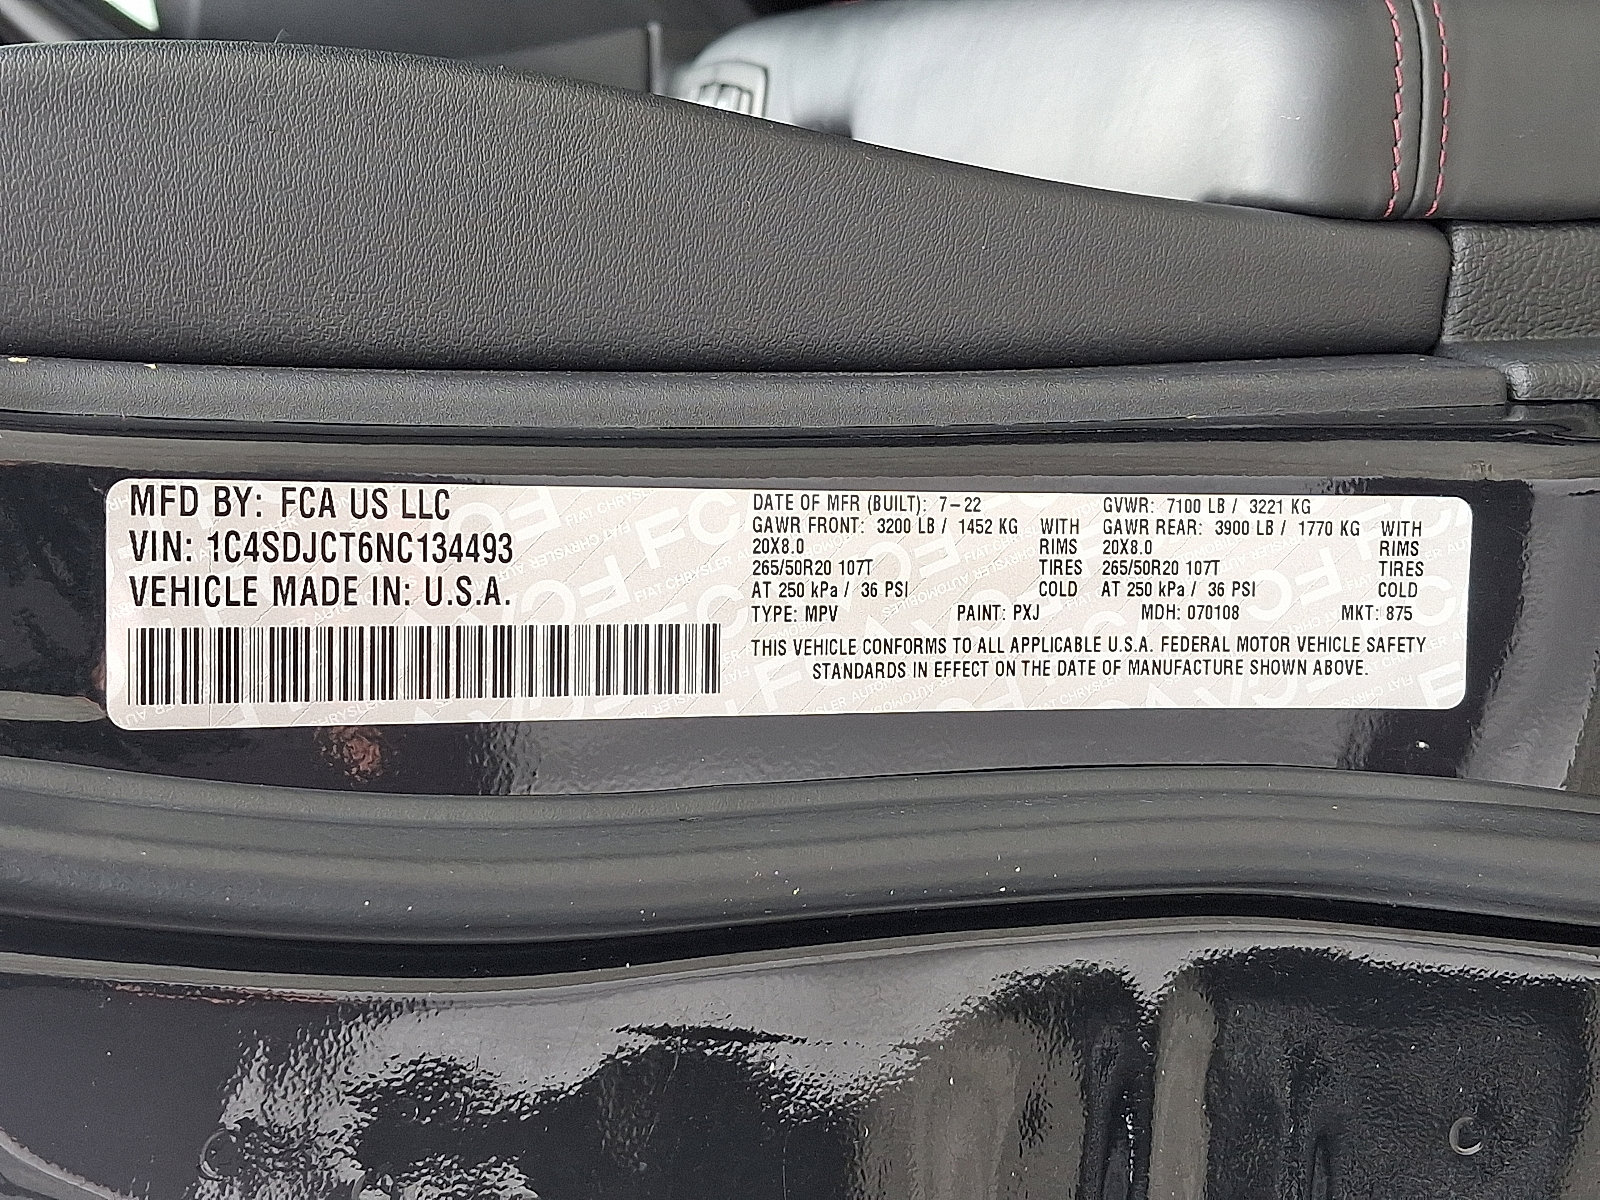 MFD BY: FCA US LLC
VIN: 1C4SDJCT6NC134493
VEHICLE MADE IN: U.S.A.
DATE OF MFR (BUILT): 7-22 GVWR: 7100 LB / 3221 KG
GAWR FRONT: 3200 LB / 1452 KG WITH GAWR REAR: 3900 LB / 1770 KG WITH
20X8.0 RIMS 20X8.0 RIMS
265/50R20 107T TIRES 265/50R20 107T TIRES
AT 250 kPa / 36 PSI COLD AT 250 kPa / 36 PSI COLD
TYPE: MPV PAINT: PXJ MDH: 070108 MKT: 875
THIS VEHICLE CONFORMS TO ALL APPLICABLE U.S.A. FEDERAL MOTOR VEHICLE SAFETY
STANDARDS IN EFFECT ON THE DATE OF MANUFACTURE SHOWN ABOVE.